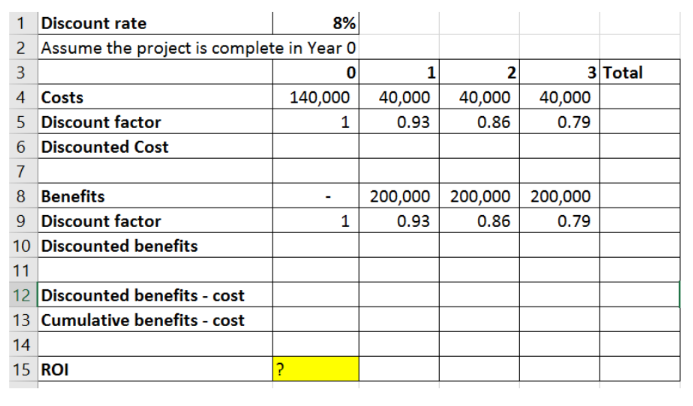 1 Discount rate 8%
2 Assume the project is complete in Year 0
3 0 1 2 3 Total
4 Costs 140,000 40,000 40,000 40,000
5 Discount factor 1 0.93 0.86 0.79
6 Discounted Cost
7
8 Benefits - 200,000 200,000 200,000
9 Discount factor 1 0.93 0.86 0.79
10 Discounted benefits
11
12 Discounted benefits - cost
13 Cumulative benefits - cost
14
15 ROI ?